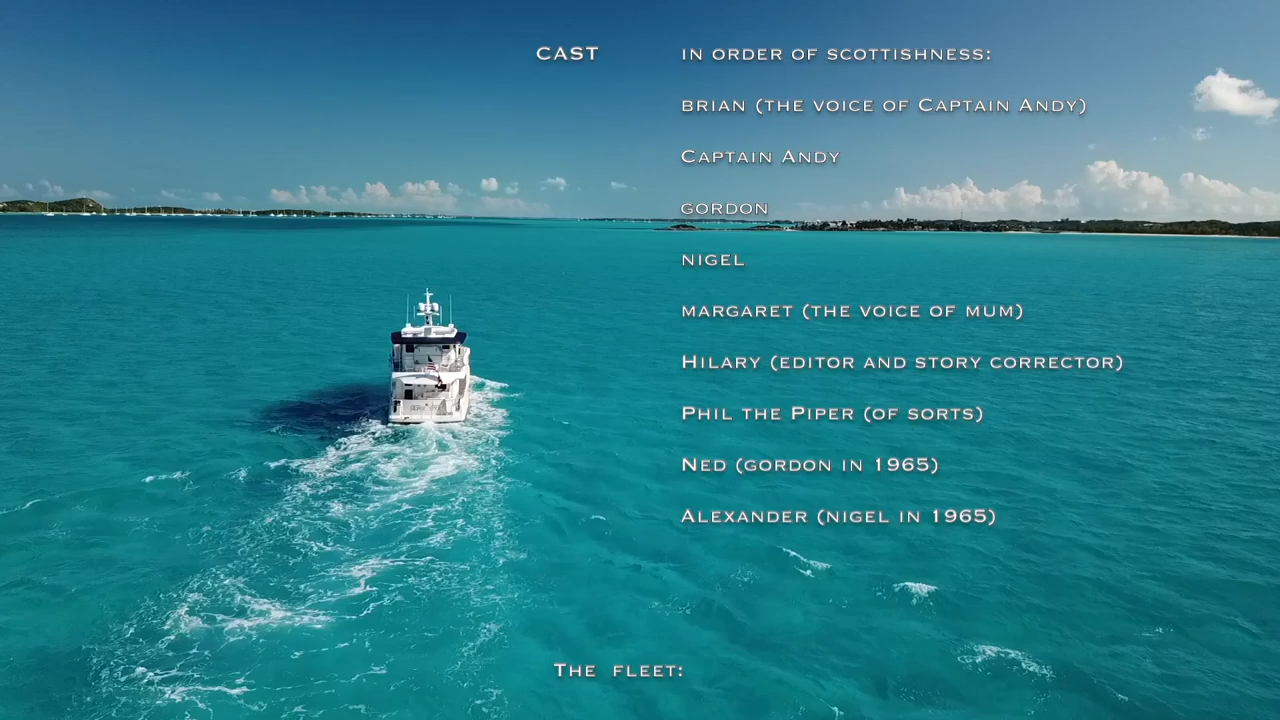 CAST IN ORDER OF SCOTTISHNESS:
BRIAN (THE VOICE OF CAPTAIN ANDY)
CAPTAIN ANDY
GORDON
NIGEL
MARGARET (THE VOICE OF MUM)
HILARY (EDITOR AND STORY CORRECTOR)
PHIL THE PIPER (OF SORTS)
NED (GORDON IN 1965)
ALEXANDER (NIGEL IN 1965)
THE FLEET: